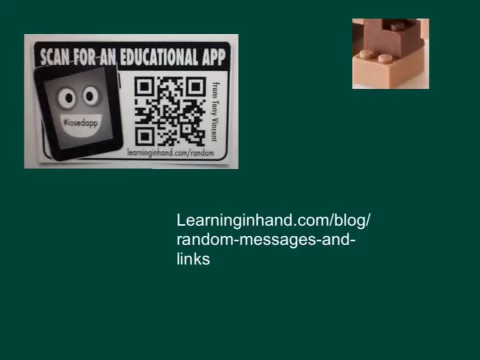 SCAN FOR AN EDUCATIONAL APP
#iosedapp
from Tony Vincent
learninginhand.com/random
Learninginhand.com/blog/
random-messages-and-
links